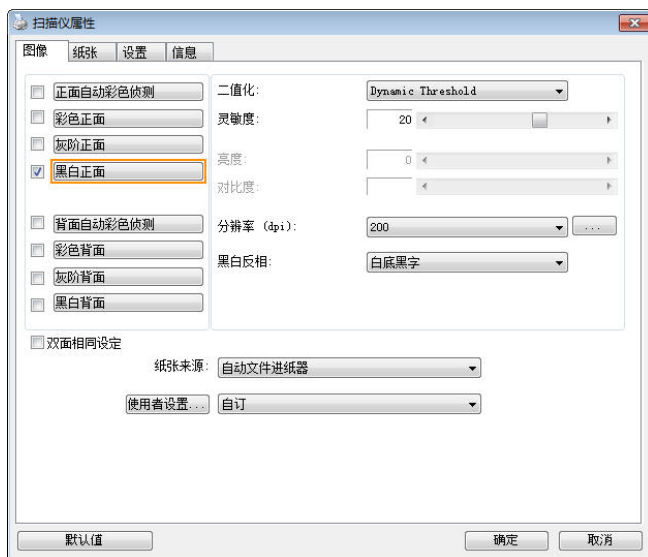 扫描仪属性
图像 纸张 设置 信息
正面自动彩色侦测
彩色正面
灰阶正面
黑白正面
背面自动彩色侦测
彩色背面
灰阶背面
黑白背面
二值化: Dynamic Threshold
灵敏度: 20
亮度: 0
对比度:
分辨率 (dpi): 200 ...
黑白反相: 白底黑字
双面相同设定
纸张来源: 自动文件进纸器
使用者设置... 自订
默认值 确定 取消